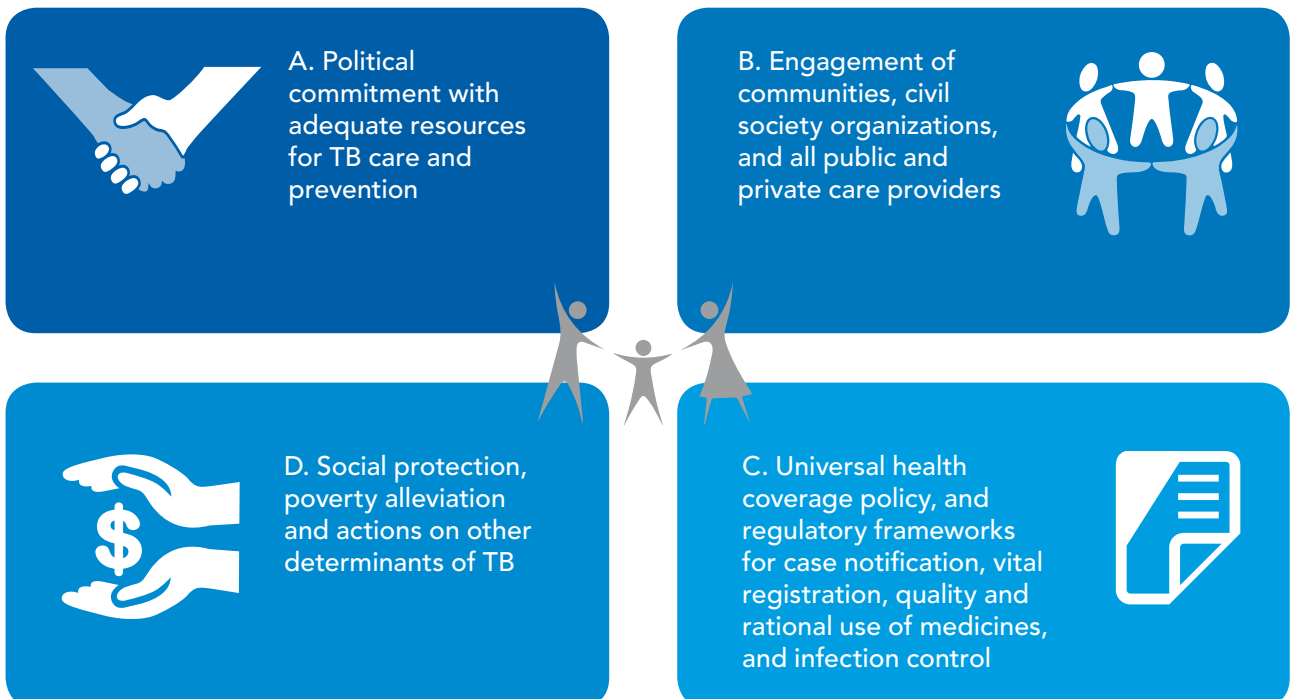 A. Political
commitment with
adequate resources
for TB care and
prevention
B. Engagement of
communities, civil
society organizations,
and all public and
private care providers
D. Social protection,
poverty alleviation
and actions on other
determinants of TB
$
C. Universal health
coverage policy, and
regulatory frameworks
for case notification, vital
registration, quality and
rational use of medicines,
and infection control